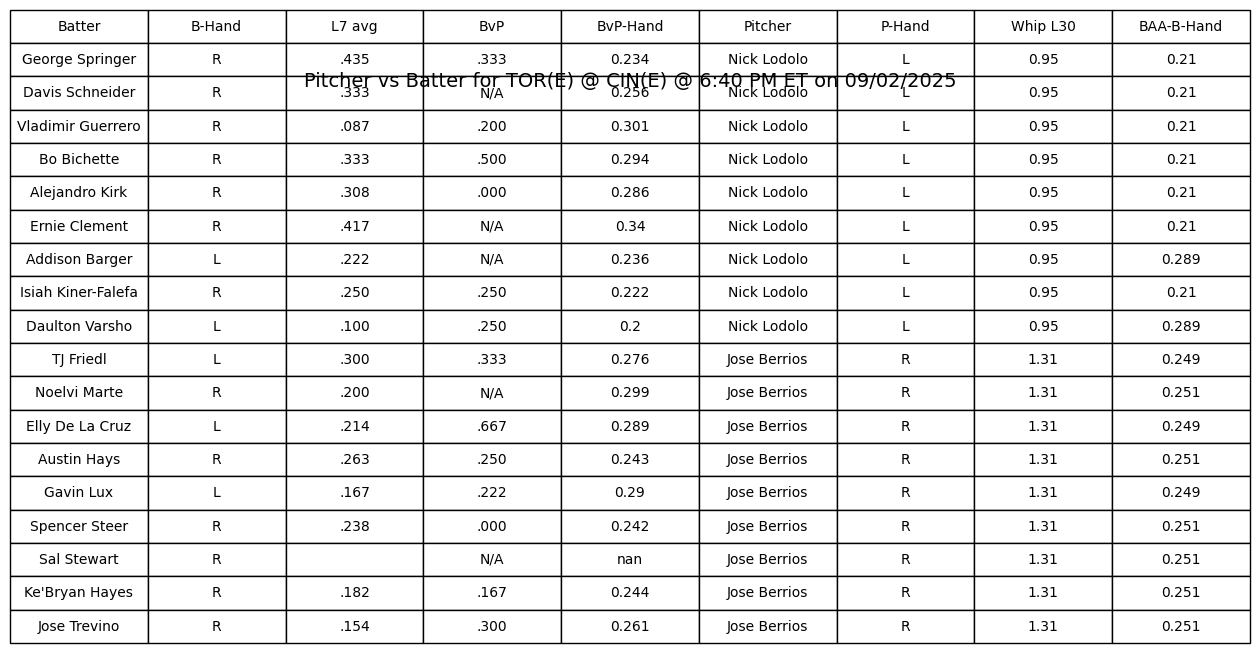 Batter B-Hand L7 avg BvP BvP-Hand Pitcher P-Hand Whip L30 BAA-B-Hand
George Springer R .435 .333 0.234 Nick Lodolo L 0.95 0.21
Pitcher vs Batter for TOR(E) @ CIN(E) @ 6:40 PM ET on 09/02/2025
Davis Schneider R .333 N/A 0.256 Nick Lodolo L 0.95 0.21
Vladimir Guerrero R .087 .200 0.301 Nick Lodolo L 0.95 0.21
Bo Bichette R .333 .500 0.294 Nick Lodolo L 0.95 0.21
Alejandro Kirk R .308 .000 0.286 Nick Lodolo L 0.95 0.21
Ernie Clement R .417 N/A 0.34 Nick Lodolo L 0.95 0.21
Addison Barger L .222 N/A 0.236 Nick Lodolo L 0.95 0.289
Isiah Kiner-Falefa R .250 .250 0.222 Nick Lodolo L 0.95 0.21
Daulton Varsho L .100 .250 0.2 Nick Lodolo L 0.95 0.289
TJ Friedl L .300 .333 0.276 Jose Berrios R 1.31 0.249
Noelvi Marte R .200 N/A 0.299 Jose Berrios R 1.31 0.251
Elly De La Cruz L .214 .667 0.289 Jose Berrios R 1.31 0.249
Austin Hays R .263 .250 0.243 Jose Berrios R 1.31 0.251
Gavin Lux L .167 .222 0.29 Jose Berrios R 1.31 0.249
Spencer Steer R .238 .000 0.242 Jose Berrios R 1.31 0.251
Sal Stewart R N/A nan Jose Berrios R 1.31 0.251
Ke'Bryan Hayes R .182 .167 0.244 Jose Berrios R 1.31 0.251
Jose Trevino R .154 .300 0.261 Jose Berrios R 1.31 0.251